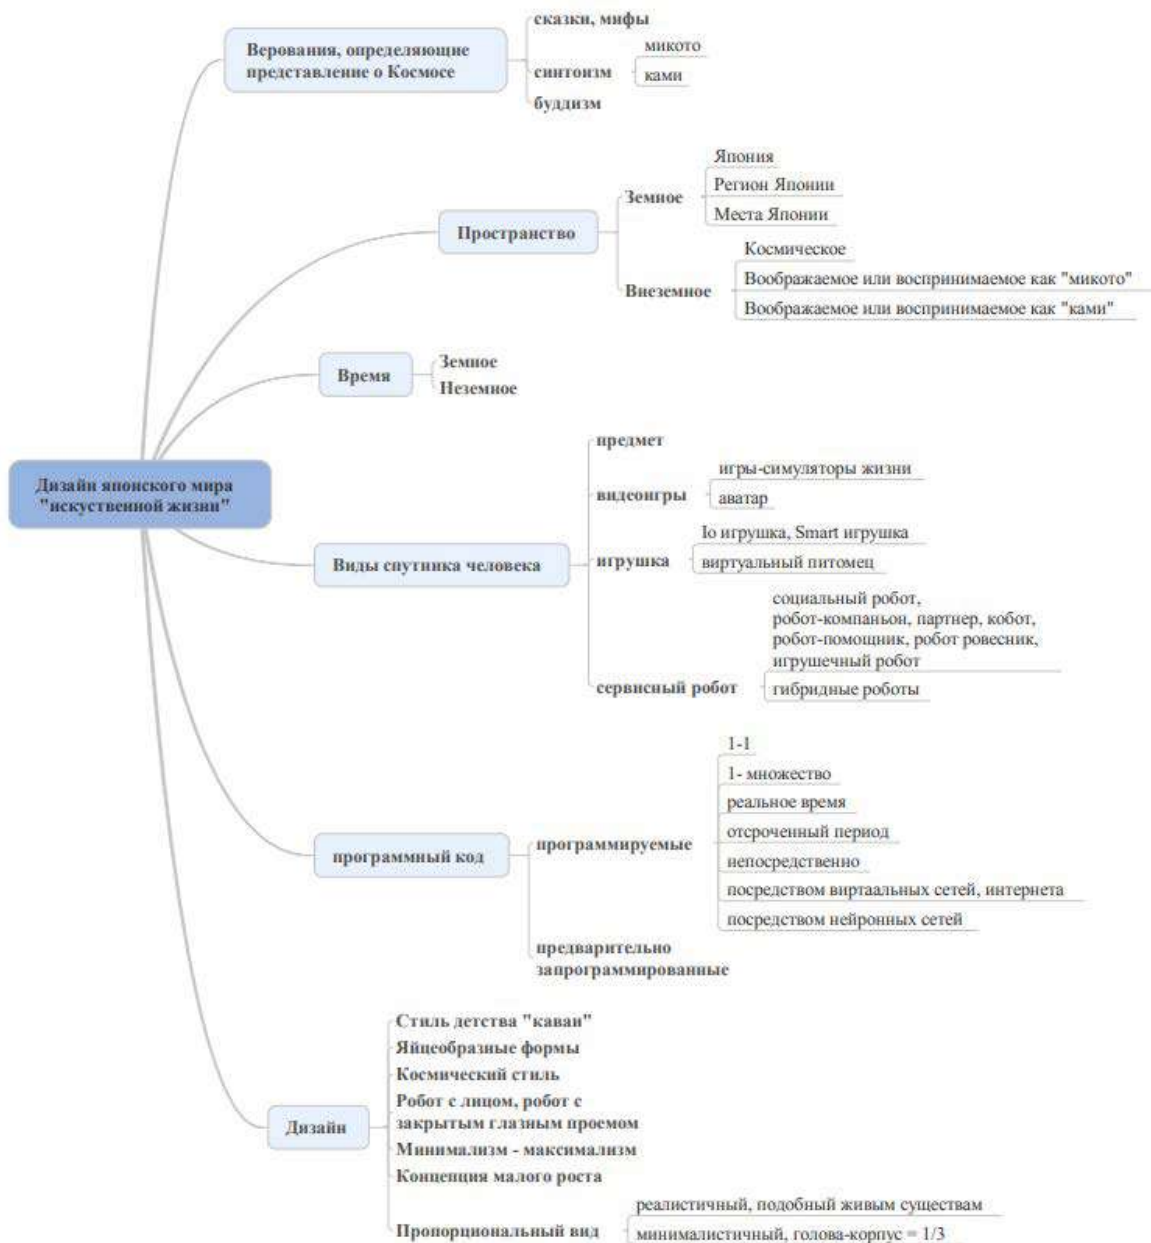 сказки, мифы
Верования, определяющие
представление о Космосе
микото
синтоизм
ками
буддизм
Япония
Земное
Регион Японии
Места Японии
Пространство
Космическое
Внеземное
Воображаемое или воспринимаемое как "микото"
Воображаемое или воспринимаемое как "ками"
Время
Земное
Неземное
Дизайн японского мира
"искуственной жизни"
предмет
игры-симуляторы жизни
видеоигры
аватар
Виды спутника человека
Io игрушка, Smart игрушка
игрушка
виртуальный питомец
социальный робот,
робот-компаньон, партнер, кобот,
робот-помощник, робот ровесник,
игрушечный робот
сервисный робот
гибридные роботы
1-1
1- множество
реальное время
программируемые
отсроченный период
программный код
непосредственно
посредством виртаальных сетей, интернета
посредством нейронных сетей
предварительно
запрограммированные
Стиль детства "каваи"
Яйцеобразные формы
Космический стиль
Робот с лицом, робот с
закрытым глазным проемом
Дизайн
Минимализм - максимализм
Концепция малого роста
реалистичный, подобный живым существам
Пропорциональный вид
минималистичный, голова-корпус = 1/3